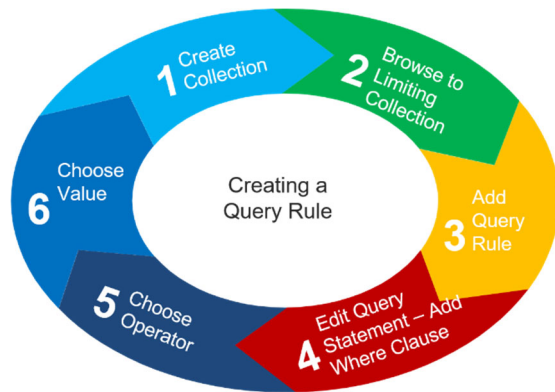 Creating a
Query Rule
1 Create
Collection
2 Browse to
Limiting
Collection
3 Add
Query
Rule
4 Edit Query
Statement – Add
Where Clause
5 Choose
Operator
6 Choose
Value